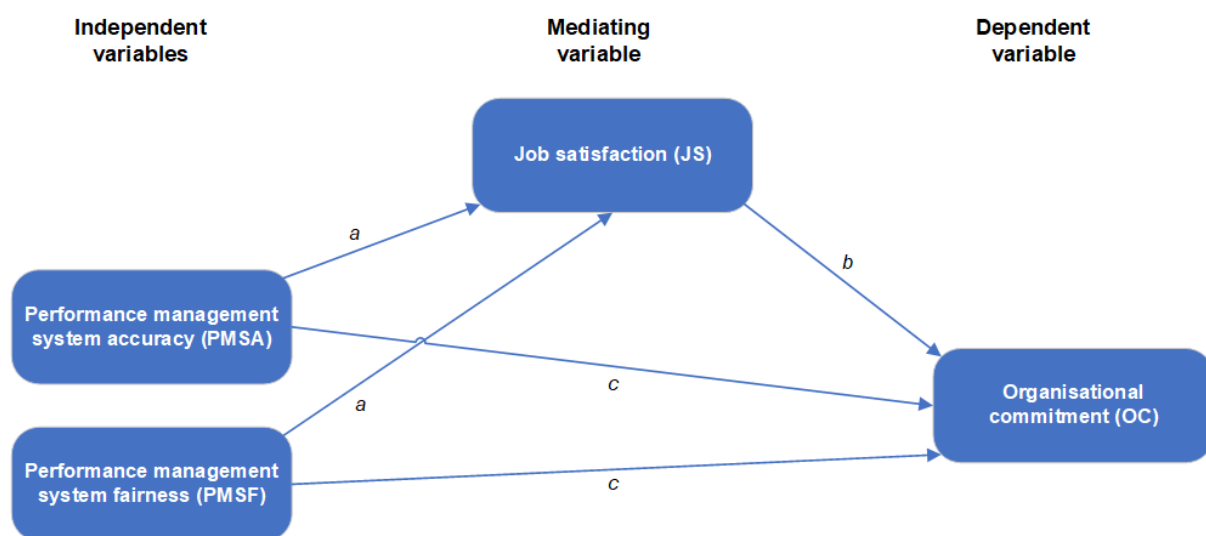 Independent
variables
Mediating
variable
Dependent
variable
Job satisfaction (JS)
a
b
Performance management
system accuracy (PMSA)
c
a
Organisational
commitment (OC)
Performance management
system fairness (PMSF)
c